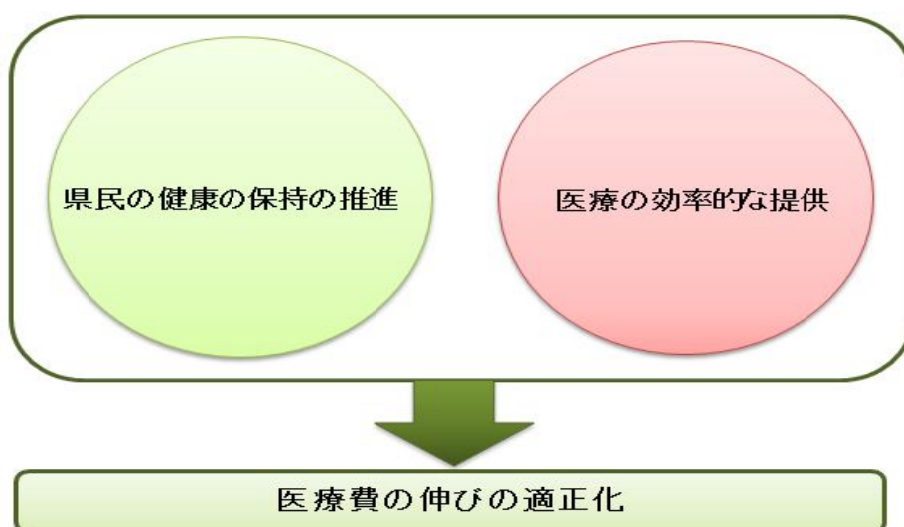 県民の健康の保持の推進
医療の効率的な提供
医療費の伸びの適正化